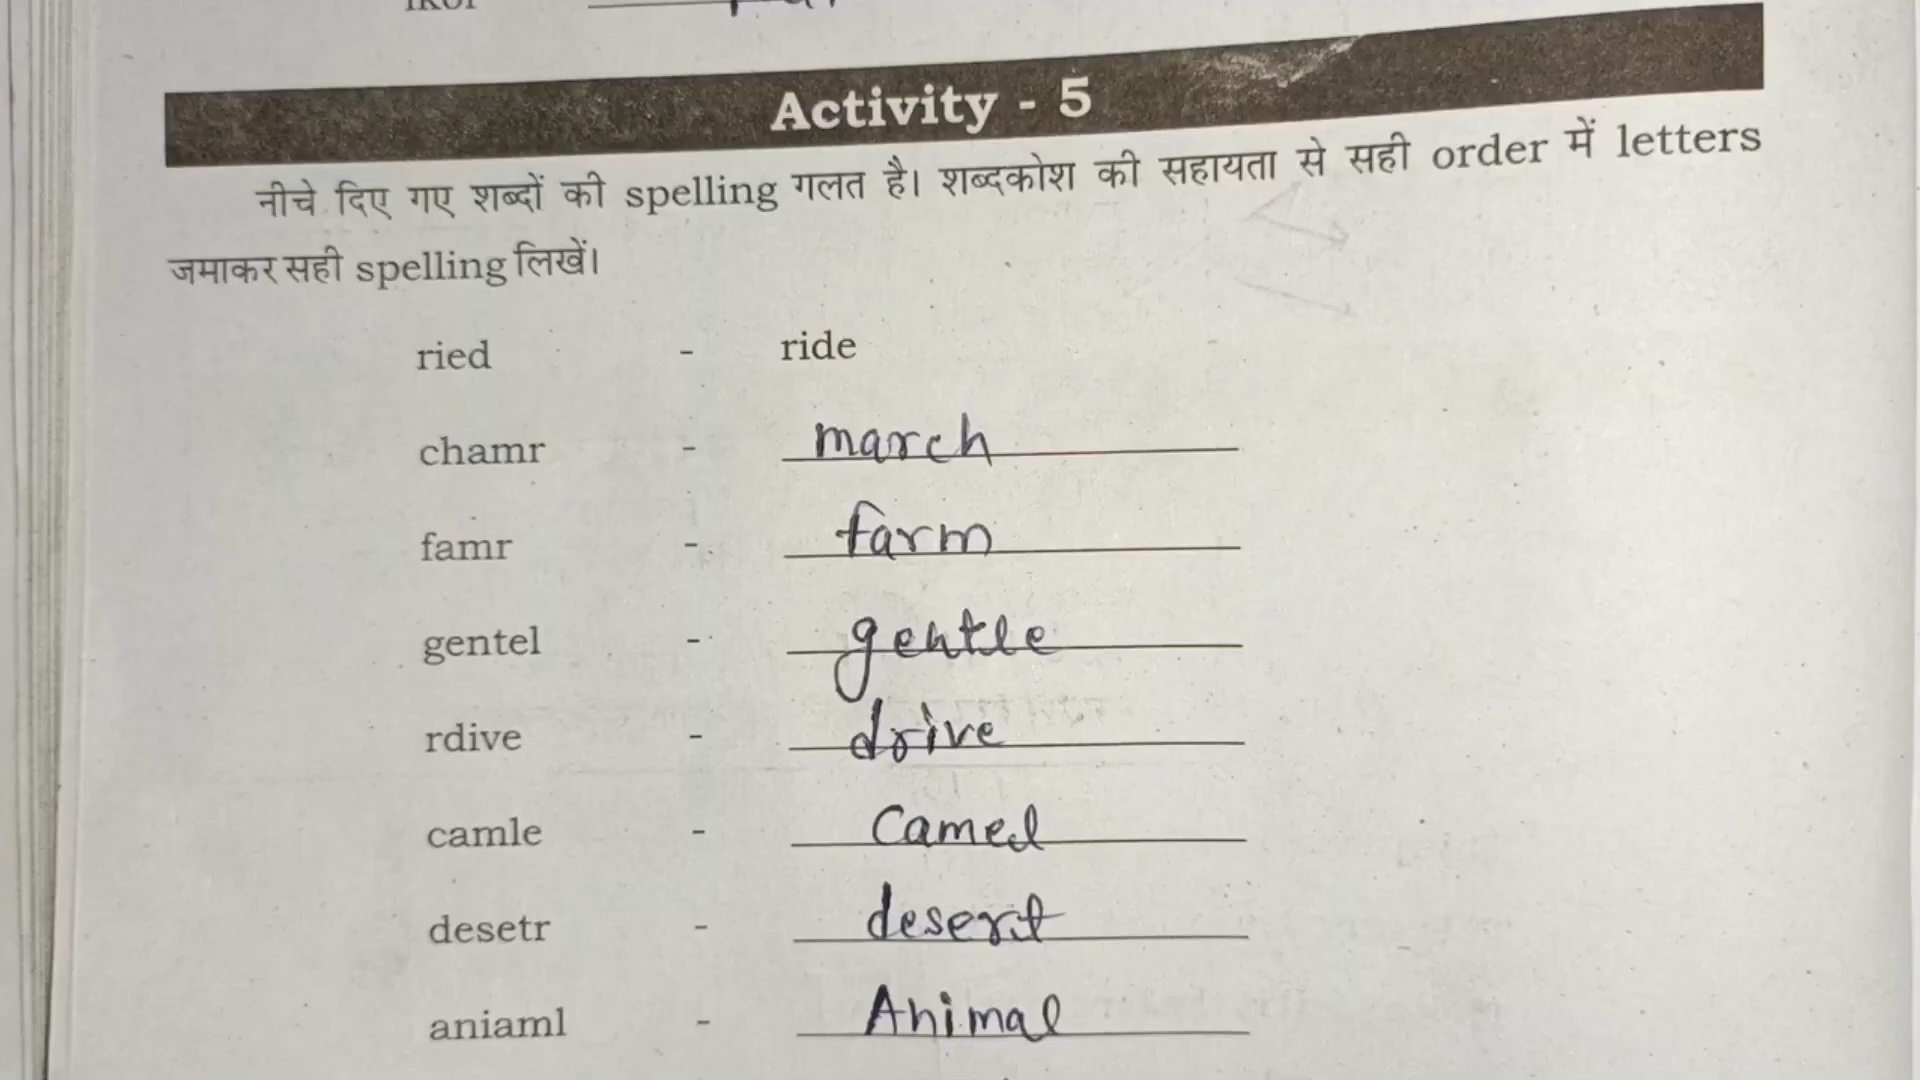 Activity - 5
नीचे दिए गए शब्दों की spelling गलत है। शब्दकोश की सहायता से सही order में letters
जमाकर सही spelling लिखें।
ried - ride
chamr - march
famr - farm
gentel - gentle
rdive - drive
camle - Camel
desetr - desert
aniaml - Animal